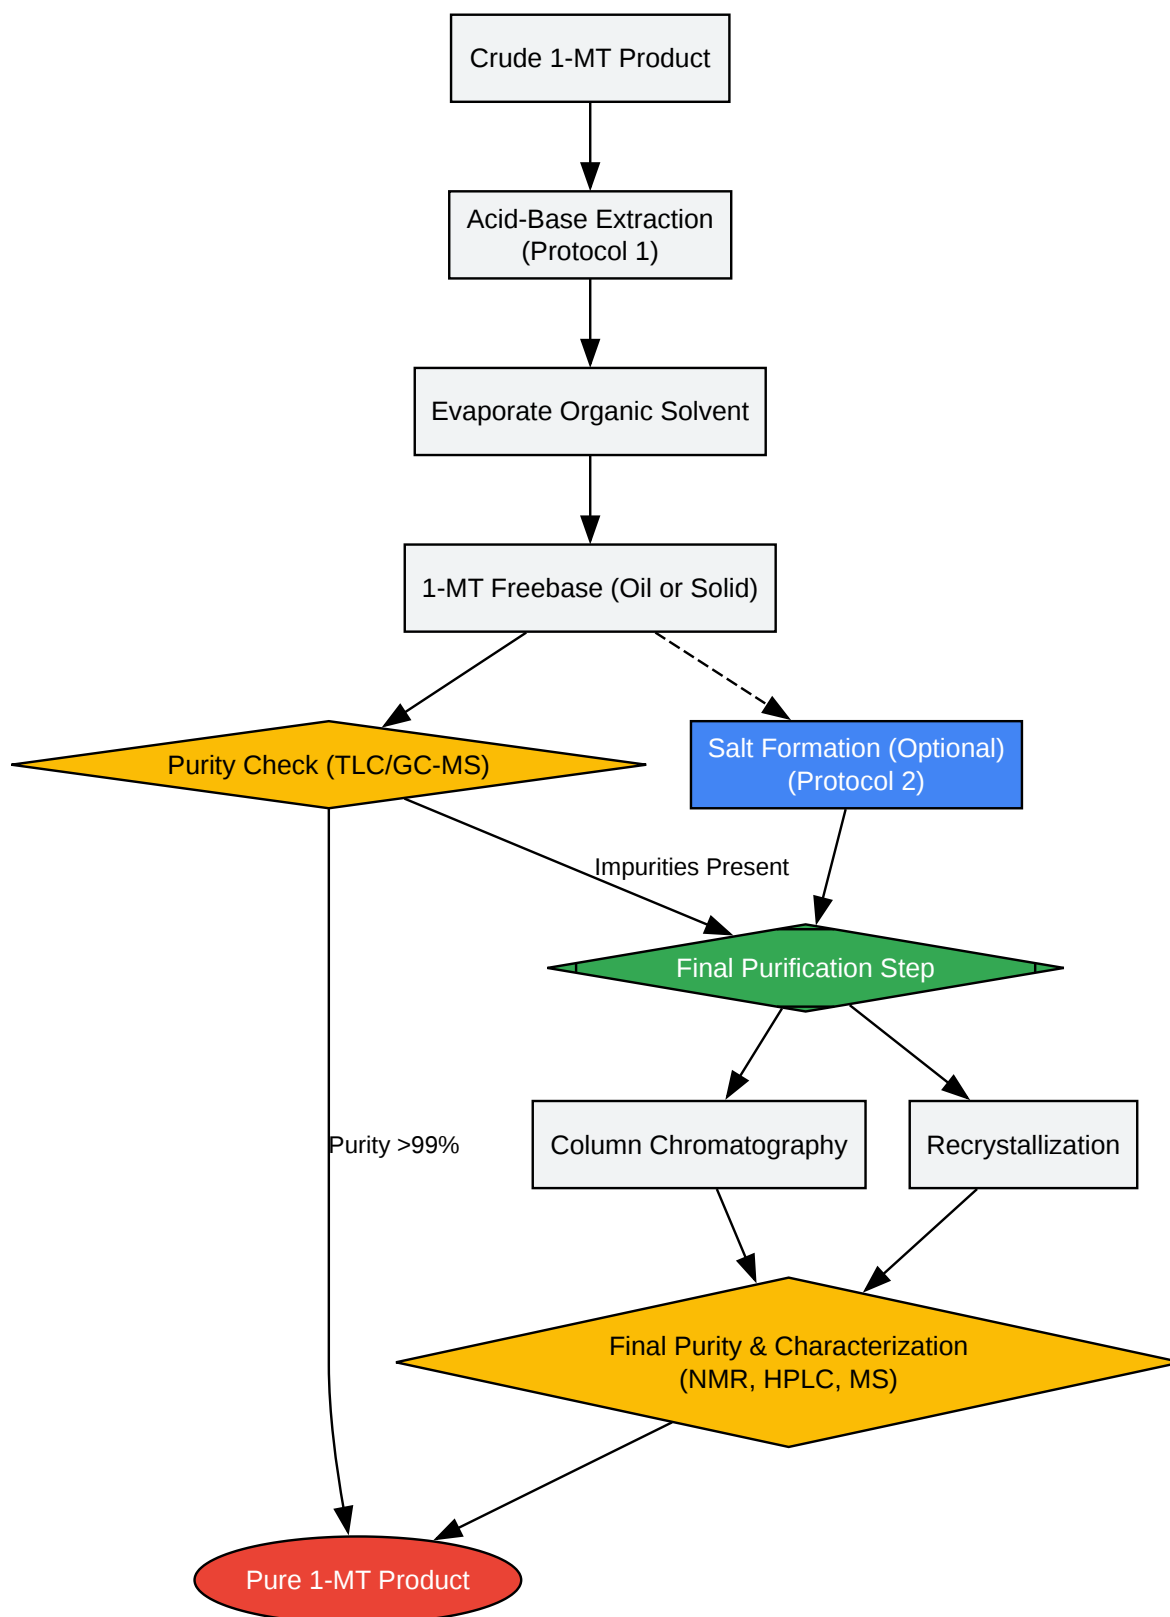 Crude 1-MT Product
Acid-Base Extraction
(Protocol 1)
Evaporate Organic Solvent
1-MT Freebase (Oil or Solid)
Purity Check (TLC/GC-MS)
Salt Formation (Optional)
(Protocol 2)
Impurities Present
Final Purification Step
Purity >99%
Column Chromatography
Recrystallization
Final Purity & Characterization
(NMR, HPLC, MS)
Pure 1-MT Product